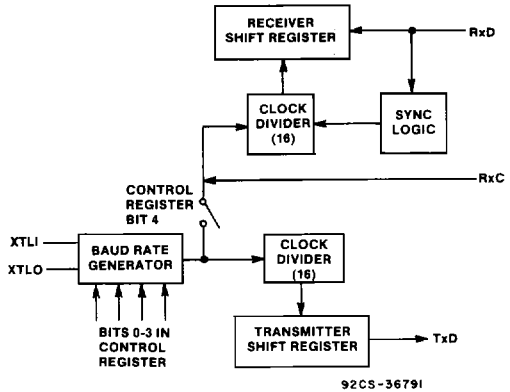 RECEIVER
SHIFT REGISTER
RxD
CLOCK
DIVIDER
(16)
SYNC
LOGIC
RxC
CONTROL
REGISTER
BIT 4
XTLI
XTLO
BAUD RATE
GENERATOR
CLOCK
DIVIDER
(16)
BITS 0-3 IN
CONTROL
REGISTER
TRANSMITTER
SHIFT REGISTER
TxD
92CS-36791